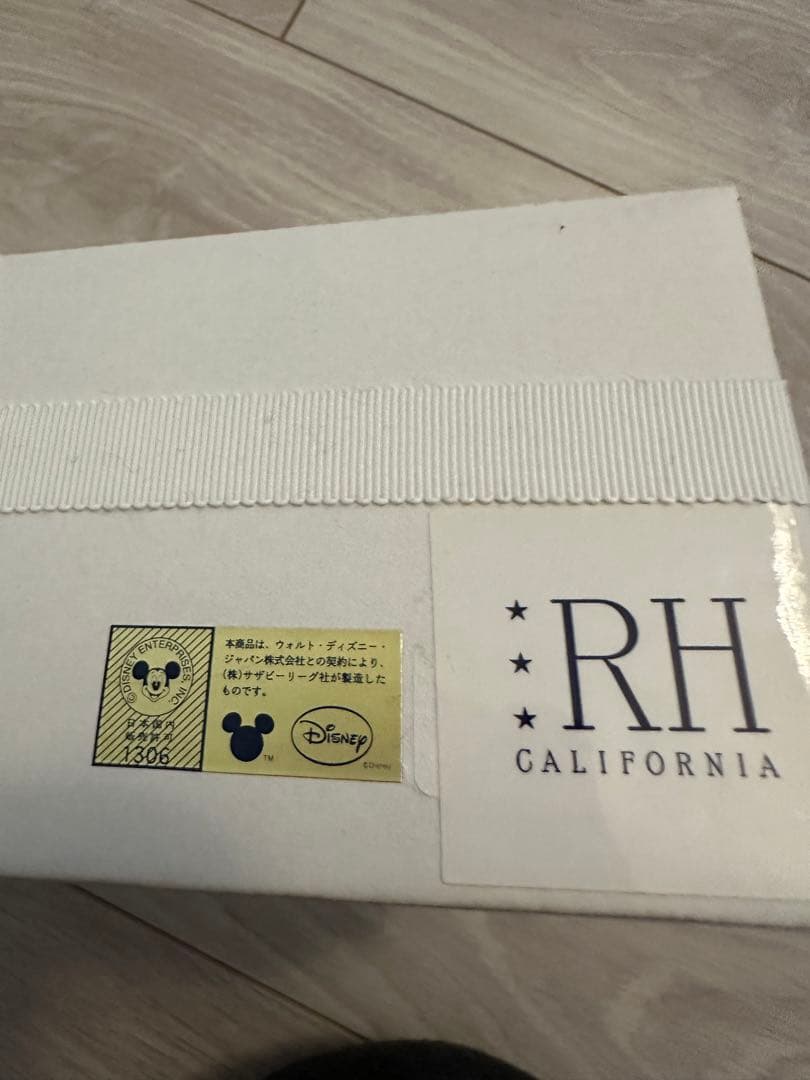 ©DISNEY ENTERPRISES, INC.
日本国内
販売許可
1306
本商品は、ウォルト・ディズニー・
ジャパン株式会社との契約により、
(株)サザビーリーグ社が製造した
ものです。
TM
Disney
©Disney
RH
CALIFORNIA